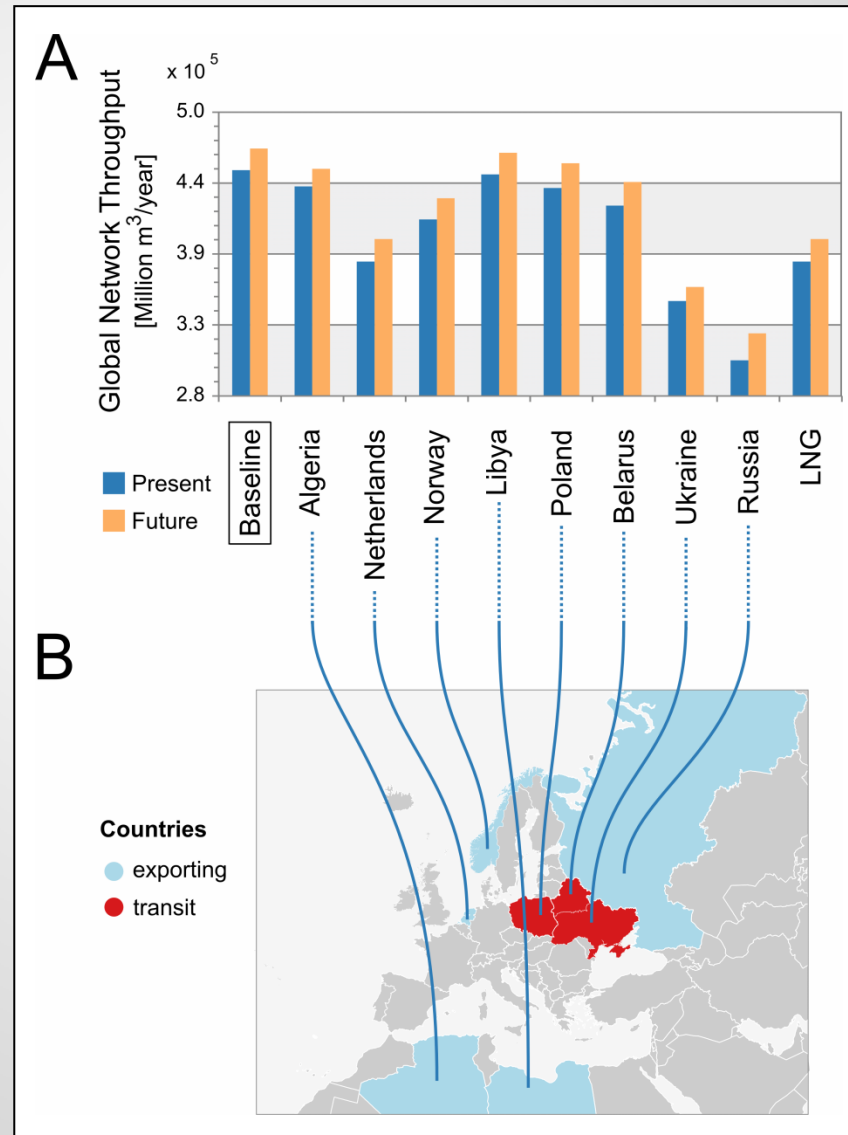 A
x 10 5
Global Network Throughput
[Million m3/year]
5.0
4.4
3.9
3.3
2.8
Present
Future
Baseline
Algeria
Netherlands
Norway
Libya
Poland
Belarus
Ukraine
Russia
LNG
B
Countries
exporting
transit